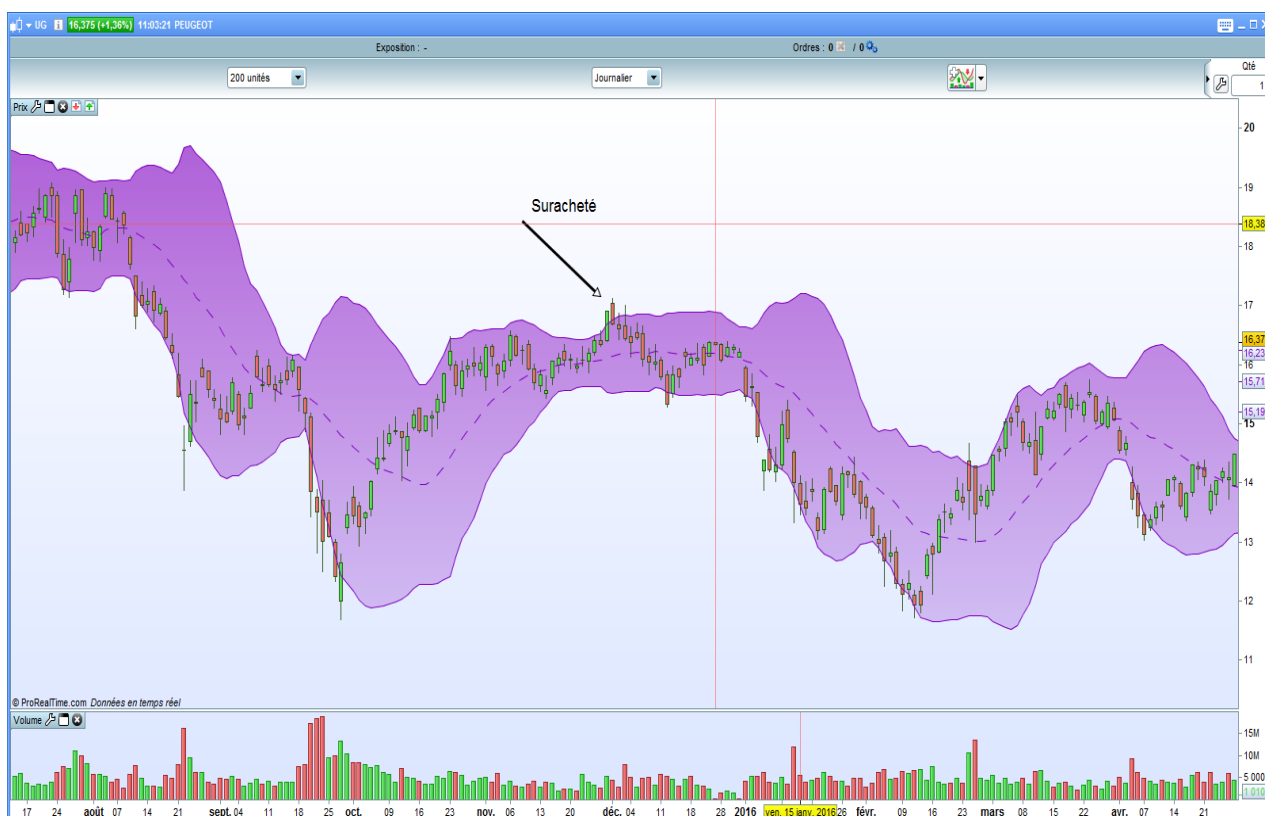 UG 16,375 (+1,36%) 11:03:21 PEUGEOT
Exposition : - Ordres : 0 / 0
200 unités Journalier Qté
1
Prix
20
19
Suracheté
18,38
18
17
16,37
16,23
16
15,71
15,19
15
14
13
12
11
© ProRealTime.com Données en temps réel
Volume
15M
10M
5 000
1 010
17 24 août 07 14 21 sept. 04 11 18 25 oct. 09 16 23 nov. 06 13 20 déc. 04 11 18 28 2016 ven. 15 janv. 2016 26 févr. 09 16 23 mars 08 15 22 avr. 07 14 21